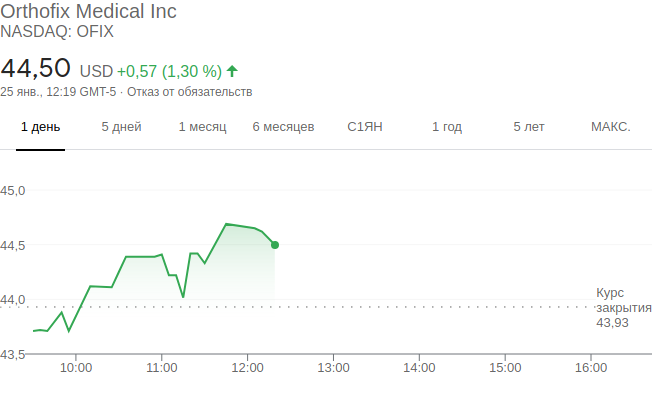 Orthofix Medical Inc
NASDAQ: OFIX
44,50 USD +0,57 (1,30 %)
25 янв., 12:19 GMT-5 · Отказ от обязательств
1 день 5 дней 1 месяц 6 месяцев С1ЯН 1 год 5 лет МАКС.
45,0
44,5
44,0
Курс
закрытия
43,93
43,5
10:00 11:00 12:00 13:00 14:00 15:00 16:00